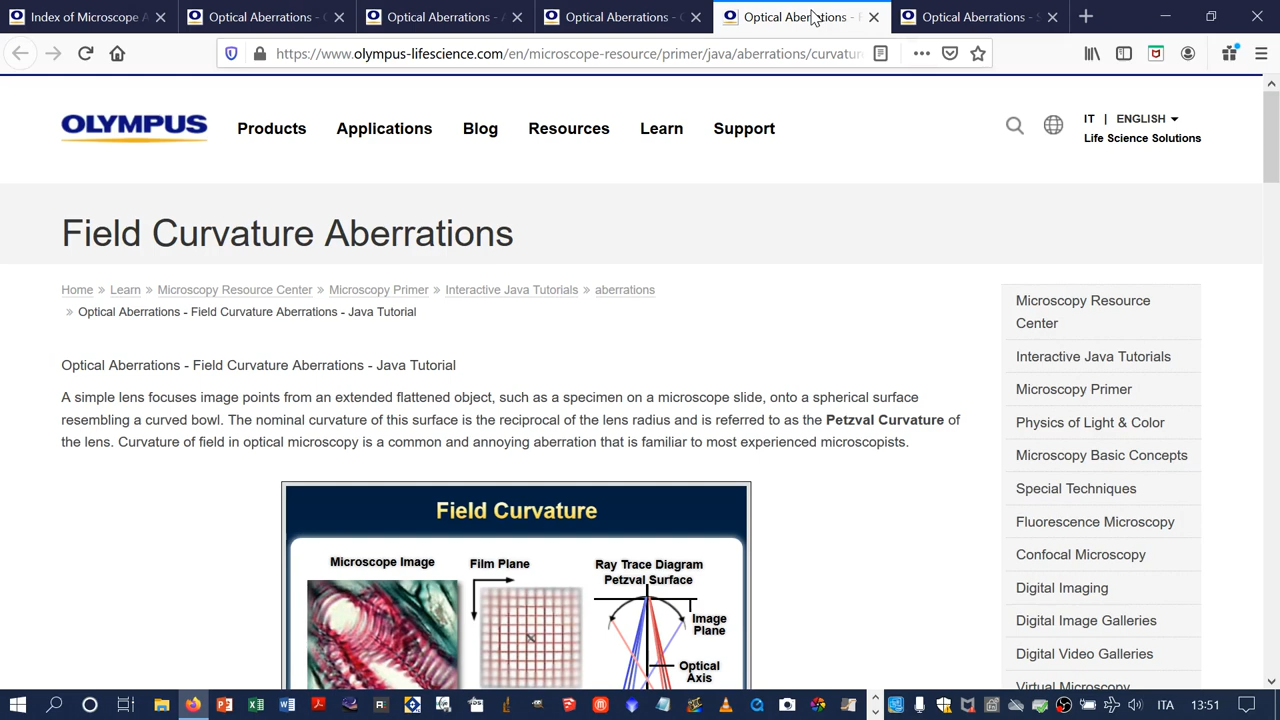 Index of Microscope A
Optical Aberrations - C
Optical Aberrations - A
Optical Aberrations - C
Optical Aberrations - F
Optical Aberrations - S
https://www.olympus-lifescience.com/en/microscope-resource/primer/java/aberrations/curvatur
OLYMPUS
Products
Applications
Blog
Resources
Learn
Support
IT | ENGLISH
Life Science Solutions
Field Curvature Aberrations
Home » Learn » Microscopy Resource Center » Microscopy Primer » Interactive Java Tutorials » aberrations
» Optical Aberrations - Field Curvature Aberrations - Java Tutorial
Optical Aberrations - Field Curvature Aberrations - Java Tutorial
A simple lens focuses image points from an extended flattened object, such as a specimen on a microscope slide, onto a spherical surface
resembling a curved bowl. The nominal curvature of this surface is the reciprocal of the lens radius and is referred to as the Petzval Curvature of
the lens. Curvature of field in optical microscopy is a common and annoying aberration that is familiar to most experienced microscopists.
Field Curvature
Microscope Image
Film Plane
Ray Trace Diagram
Petzval Surface
Image
Plane
Optical
Axis
Microscopy Resource
Center
Interactive Java Tutorials
Microscopy Primer
Physics of Light & Color
Microscopy Basic Concepts
Special Techniques
Fluorescence Microscopy
Confocal Microscopy
Digital Imaging
Digital Image Galleries
Digital Video Galleries
Virtual Microscopy
ITA
13:51